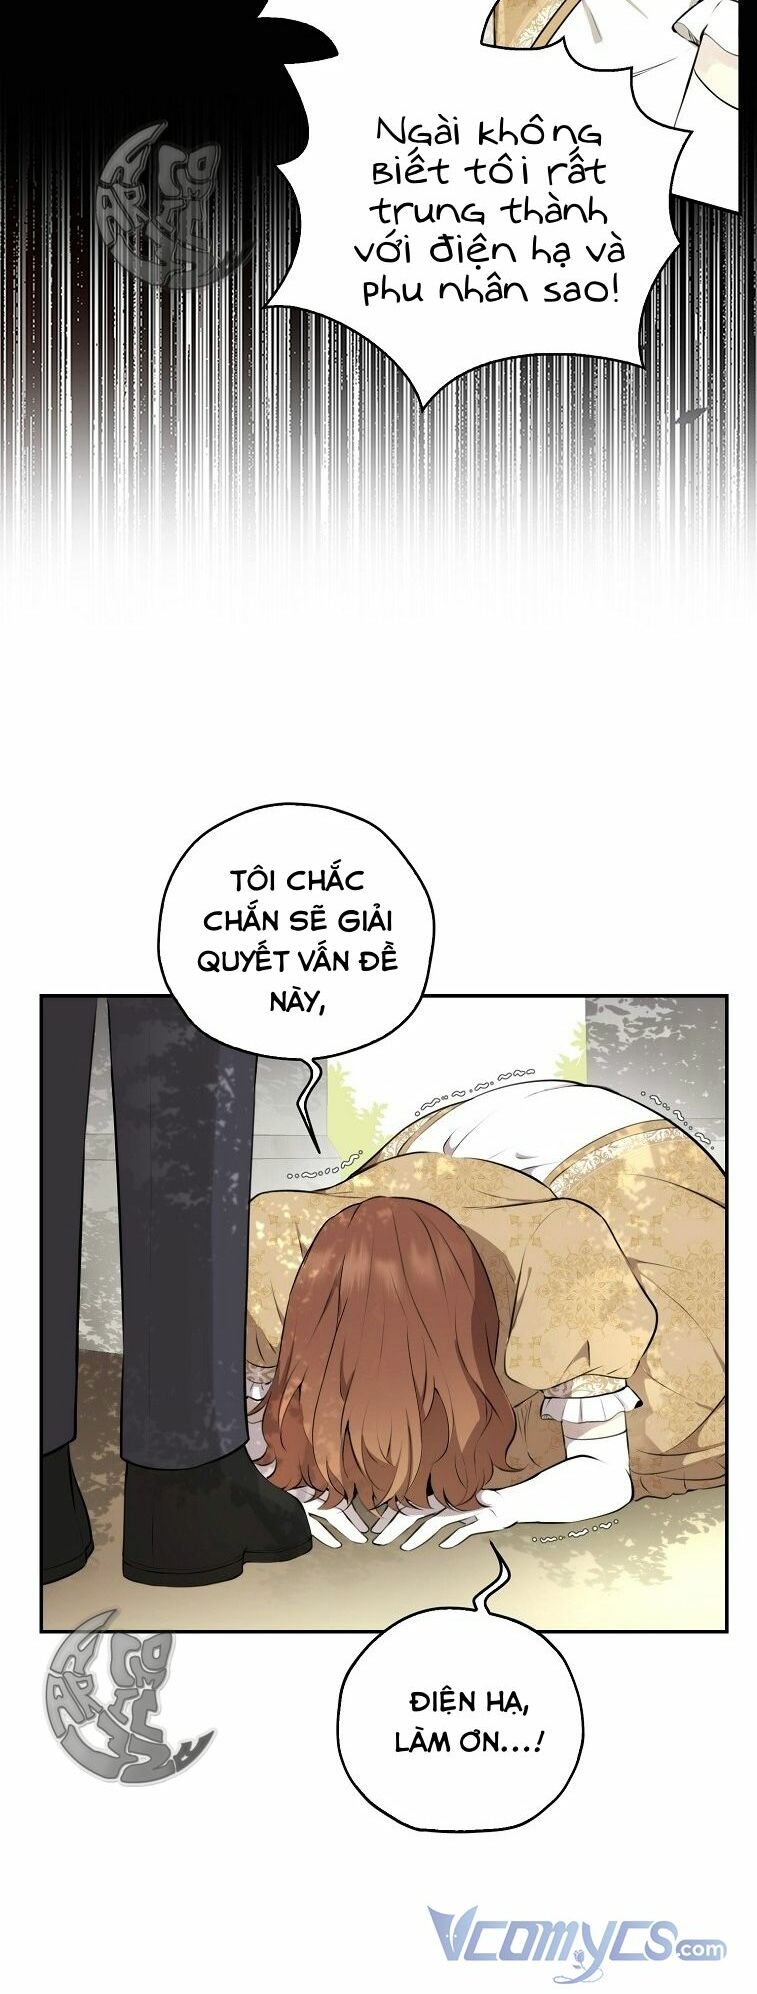 Ngài không
biết tôi rất
trung thành
với điện hạ và
phu nhân sao!
TÔI CHẮC
CHẮN SẼ GIẢI
QUYẾT VẤN ĐỀ
NÀY,
ĐIỆN HẠ,
LÀM ƠN...!
VCOMYCS.com